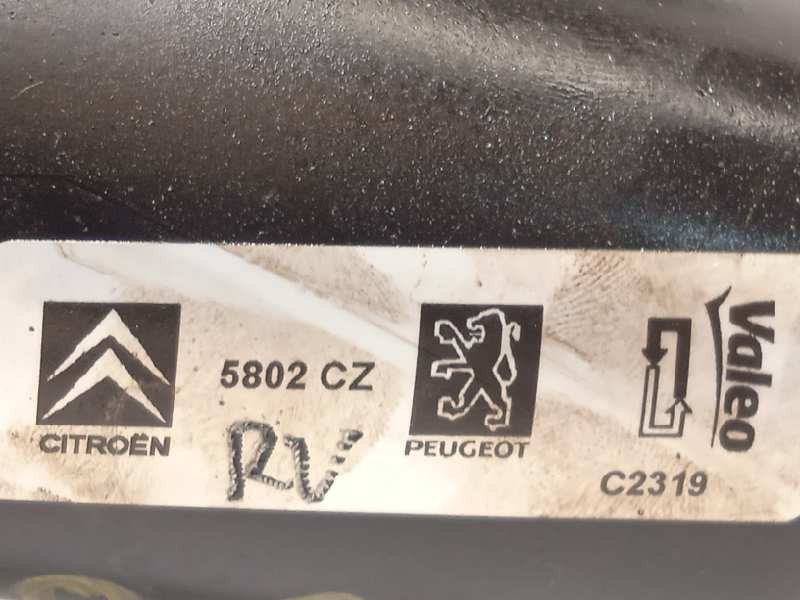 CITROËN
5802 CZ
RV
PEUGEOT
C2319
Valeo